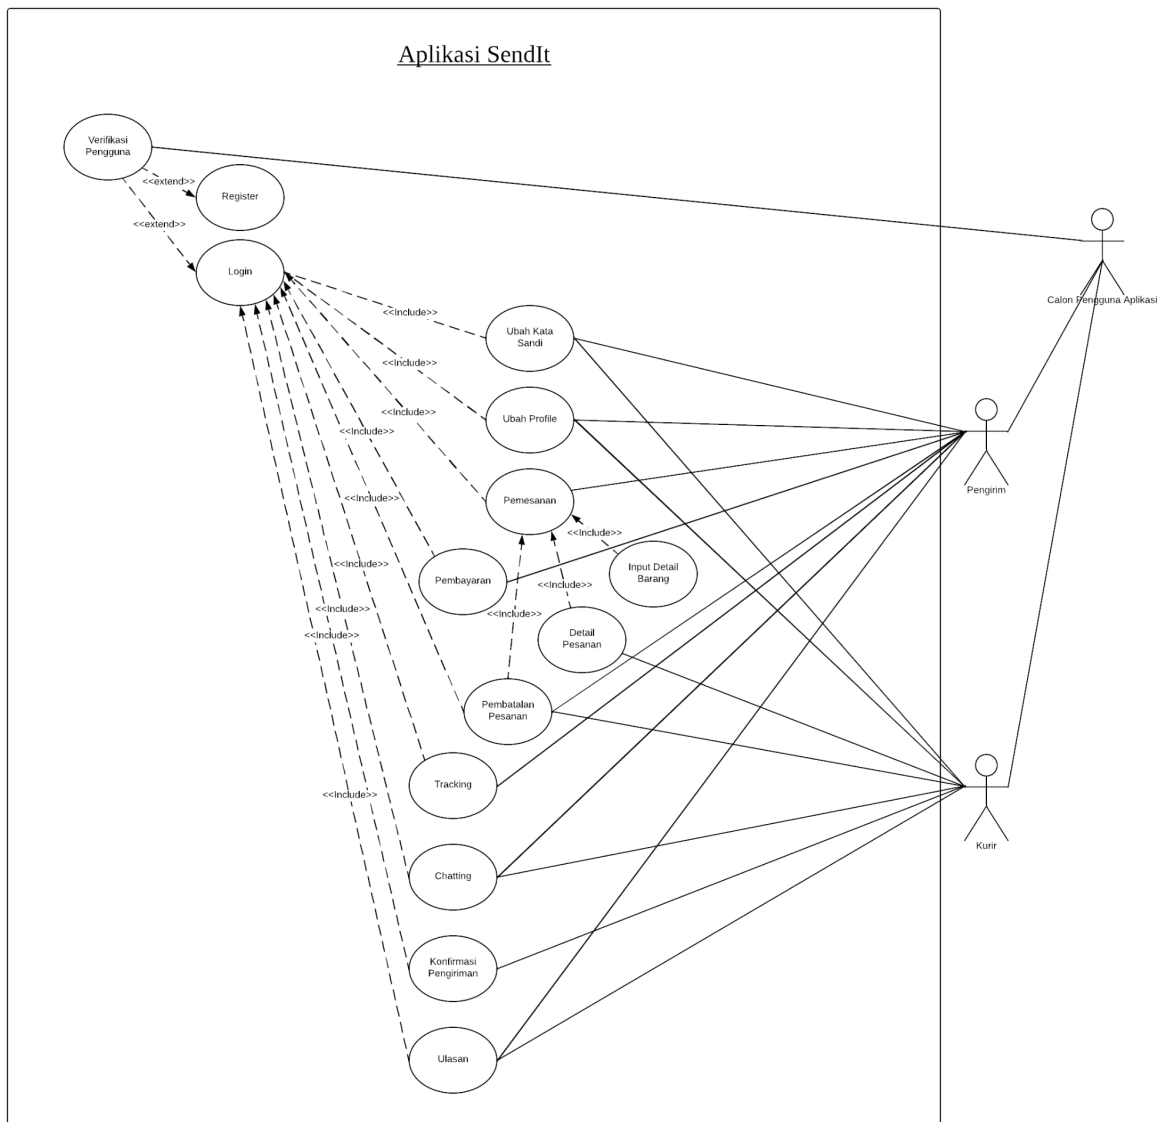 Aplikasi SendIt
Verifikasi
Pengguna
<<extend>>
Register
<<extend>>
Login
Calon Pengguna Aplikasi
<<Include>>
Ubah Kata
Sandi
<<Include>>
Ubah Profile
<<Include>>
<<Include>>
Pengirim
<<Include>>
Pemesanan
<<Include>>
<<Include>>
Pembayaran
<<Include>>
Input Detail
Barang
<<Include>>
<<Include>>
<<Include>>
Detail
Pesanan
Pembatalan
Pesanan
Tracking
<<Include>>
Kurir
Chatting
Konfirmasi
Pengiriman
Ulasan